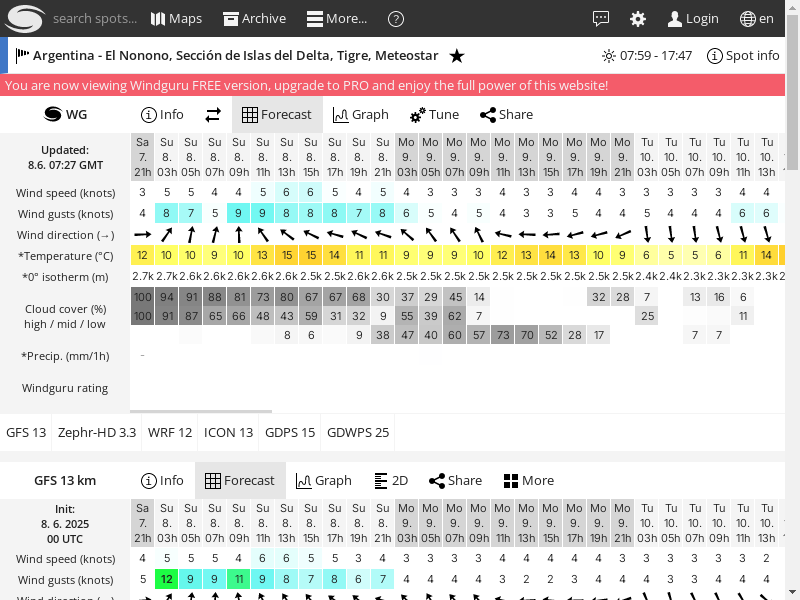 search spots... Maps Archive More... ? Login en
Argentina - El Nonono, Sección de Islas del Delta, Tigre, Meteostar ★ 07:59 - 17:47 Spot info
You are now viewing Windguru FREE version, upgrade to PRO and enjoy the full power of this website!
WG Info Forecast Graph Tune Share
Updated:
8.6. 07:27 GMT
Sa Su Su Su Su Su Su Su Su Su Su Mo Mo Mo Mo Mo Mo Mo Mo Mo Mo Tu Tu Tu Tu Tu Tu
7. 8. 8. 8. 8. 8. 8. 8. 8. 8. 8. 9. 9. 9. 9. 9. 9. 9. 9. 9. 9. 10. 10. 10. 10. 10. 10.
21h 03h 05h 07h 09h 11h 13h 15h 17h 19h 21h 03h 05h 07h 09h 11h 13h 15h 17h 19h 21h 03h 05h 07h 09h 11h 13h
Wind speed (knots) 3 5 5 4 4 5 6 6 5 4 5 4 3 3 3 4 3 3 4 4 3 3 3 3 3 4 4
Wind gusts (knots) 4 8 7 5 9 9 8 8 8 7 8 6 5 4 5 4 3 3 5 4 4 5 4 4 4 6 6
Wind direction (→)
*Temperature (°C) 12 10 10 9 10 13 15 15 14 11 11 9 9 9 10 12 13 14 13 10 9 6 5 5 6 11 14
*0° isotherm (m) 2.7k 2.7k 2.6k 2.6k 2.6k 2.6k 2.6k 2.5k 2.5k 2.6k 2.6k 2.5k 2.5k 2.5k 2.5k 2.5k 2.5k 2.5k 2.5k 2.5k 2.5k 2.4k 2.4k 2.3k 2.3k 2.3k 2.3k
Cloud cover (%)
high / mid / low
100 94 91 88 81 73 80 67 67 68 30 37 29 45 14 32 28 7 13 16 6
100 91 87 65 66 48 43 59 31 32 9 55 39 62 7 25 11
8 6 9 38 47 40 60 57 73 70 52 28 17 7 7
*Precip. (mm/1h) -
Windguru rating
GFS 13 Zephr-HD 3.3 WRF 12 ICON 13 GDPS 15 GDWPS 25
GFS 13 km Info Forecast Graph 2D Share More
Init:
8. 6. 2025
00 UTC
Sa Su Su Su Su Su Su Su Su Su Su Mo Mo Mo Mo Mo Mo Mo Mo Mo Mo Tu Tu Tu Tu Tu Tu
7. 8. 8. 8. 8. 8. 8. 8. 8. 8. 8. 9. 9. 9. 9. 9. 9. 9. 9. 9. 9. 10. 10. 10. 10. 10. 10.
21h 03h 05h 07h 09h 11h 13h 15h 17h 19h 21h 03h 05h 07h 09h 11h 13h 15h 17h 19h 21h 03h 05h 07h 09h 11h 13h
Wind speed (knots) 4 5 5 5 4 6 6 5 5 3 4 3 3 3 3 4 4 4 4 4 3 3 3 3 3 3 2
Wind gusts (knots) 5 12 9 9 11 9 8 7 8 6 7 4 4 4 4 3 2 2 3 4 4 4 4 3 3 4 4
Wind direction (→)